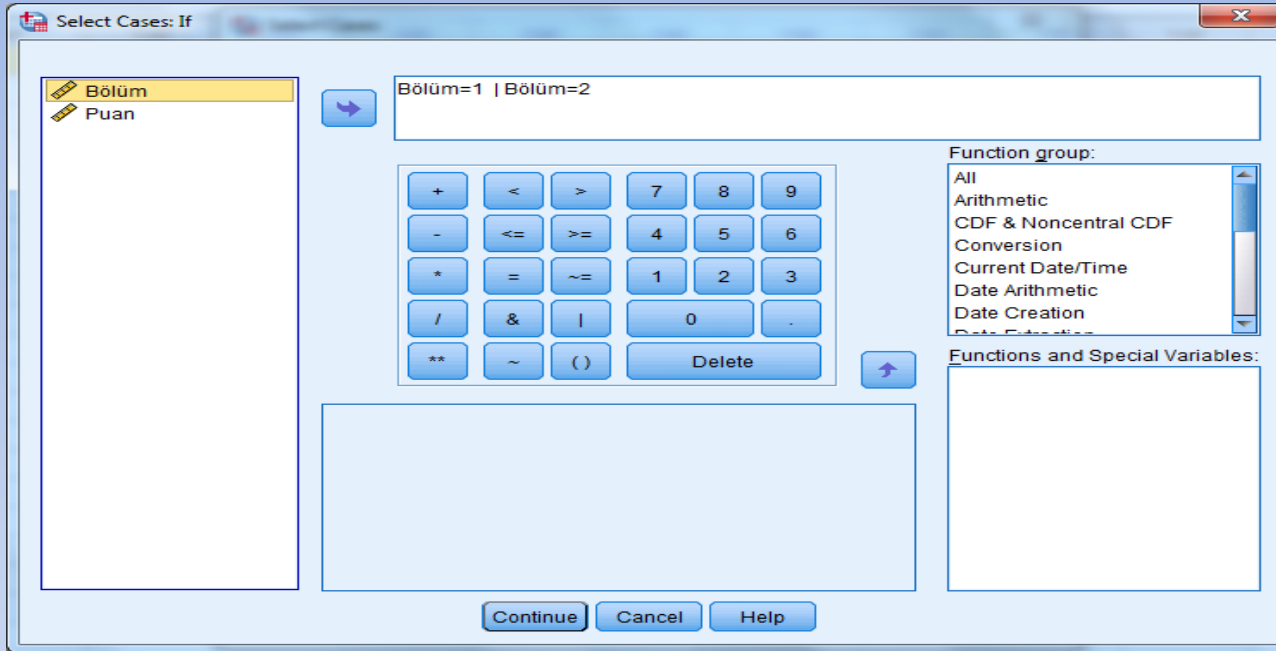 Select Cases: If
Bölüm
Puan
Bölüm=1 | Bölüm=2
+ < > 7 8 9
- <= >= 4 5 6
* = ~= 1 2 3
/ & | 0 .
** ~ ( ) Delete
Function group:
All
Arithmetic
CDF & Noncentral CDF
Conversion
Current Date/Time
Date Arithmetic
Date Creation
Date Extraction
Functions and Special Variables:
Continue Cancel Help